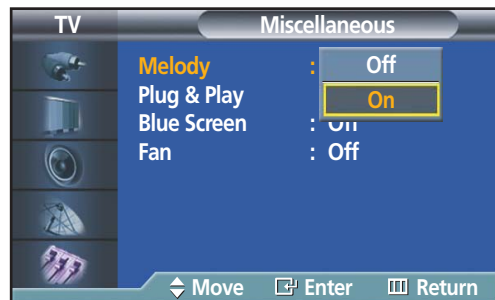 TV
Miscellaneous
Melody : Off
On
Plug & Play
Blue Screen : Off
Fan : Off
Move Enter Return